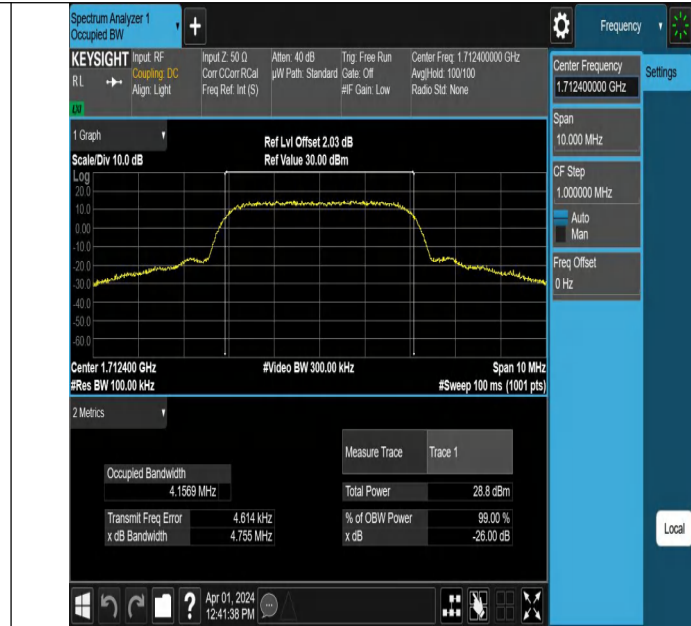 Spectrum Analyzer 1
Occupied BW
+
Frequency
KEYSIGHT
RL
LXI
Input: RF
Coupling: DC
Align: Light
Input Z: 50 Ω
Corr CCorr RCal
Freq Ref: Int (S)
Atten: 40 dB
µW Path: Standard
Trig: Free Run
Gate: Off
#IF Gain: Low
Center Freq: 1.712400000 GHz
Avg|Hold: 100/100
Radio Std: None
Center Frequency
1.712400000 GHz
Settings
Span
10.000 MHz
CF Step
1.000000 MHz
Auto
Man
Freq Offset
0 Hz
1 Graph
Scale/Div 10.0 dB
Ref Lvl Offset 2.03 dB
Ref Value 30.00 dBm
Log
20.0
10.0
0.00
-10.0
-20.0
-30.0
-40.0
-50.0
-60.0
Center 1.712400 GHz
#Res BW 100.00 kHz
#Video BW 300.00 kHz
Span 10 MHz
#Sweep 100 ms (1001 pts)
2 Metrics
Occupied Bandwidth
4.1569 MHz
Transmit Freq Error 4.614 kHz
x dB Bandwidth 4.755 MHz
Measure Trace Trace 1
Total Power 28.8 dBm
% of OBW Power 99.00 %
x dB -26.00 dB
Local
?
Apr 01, 2024
12:41:38 PM